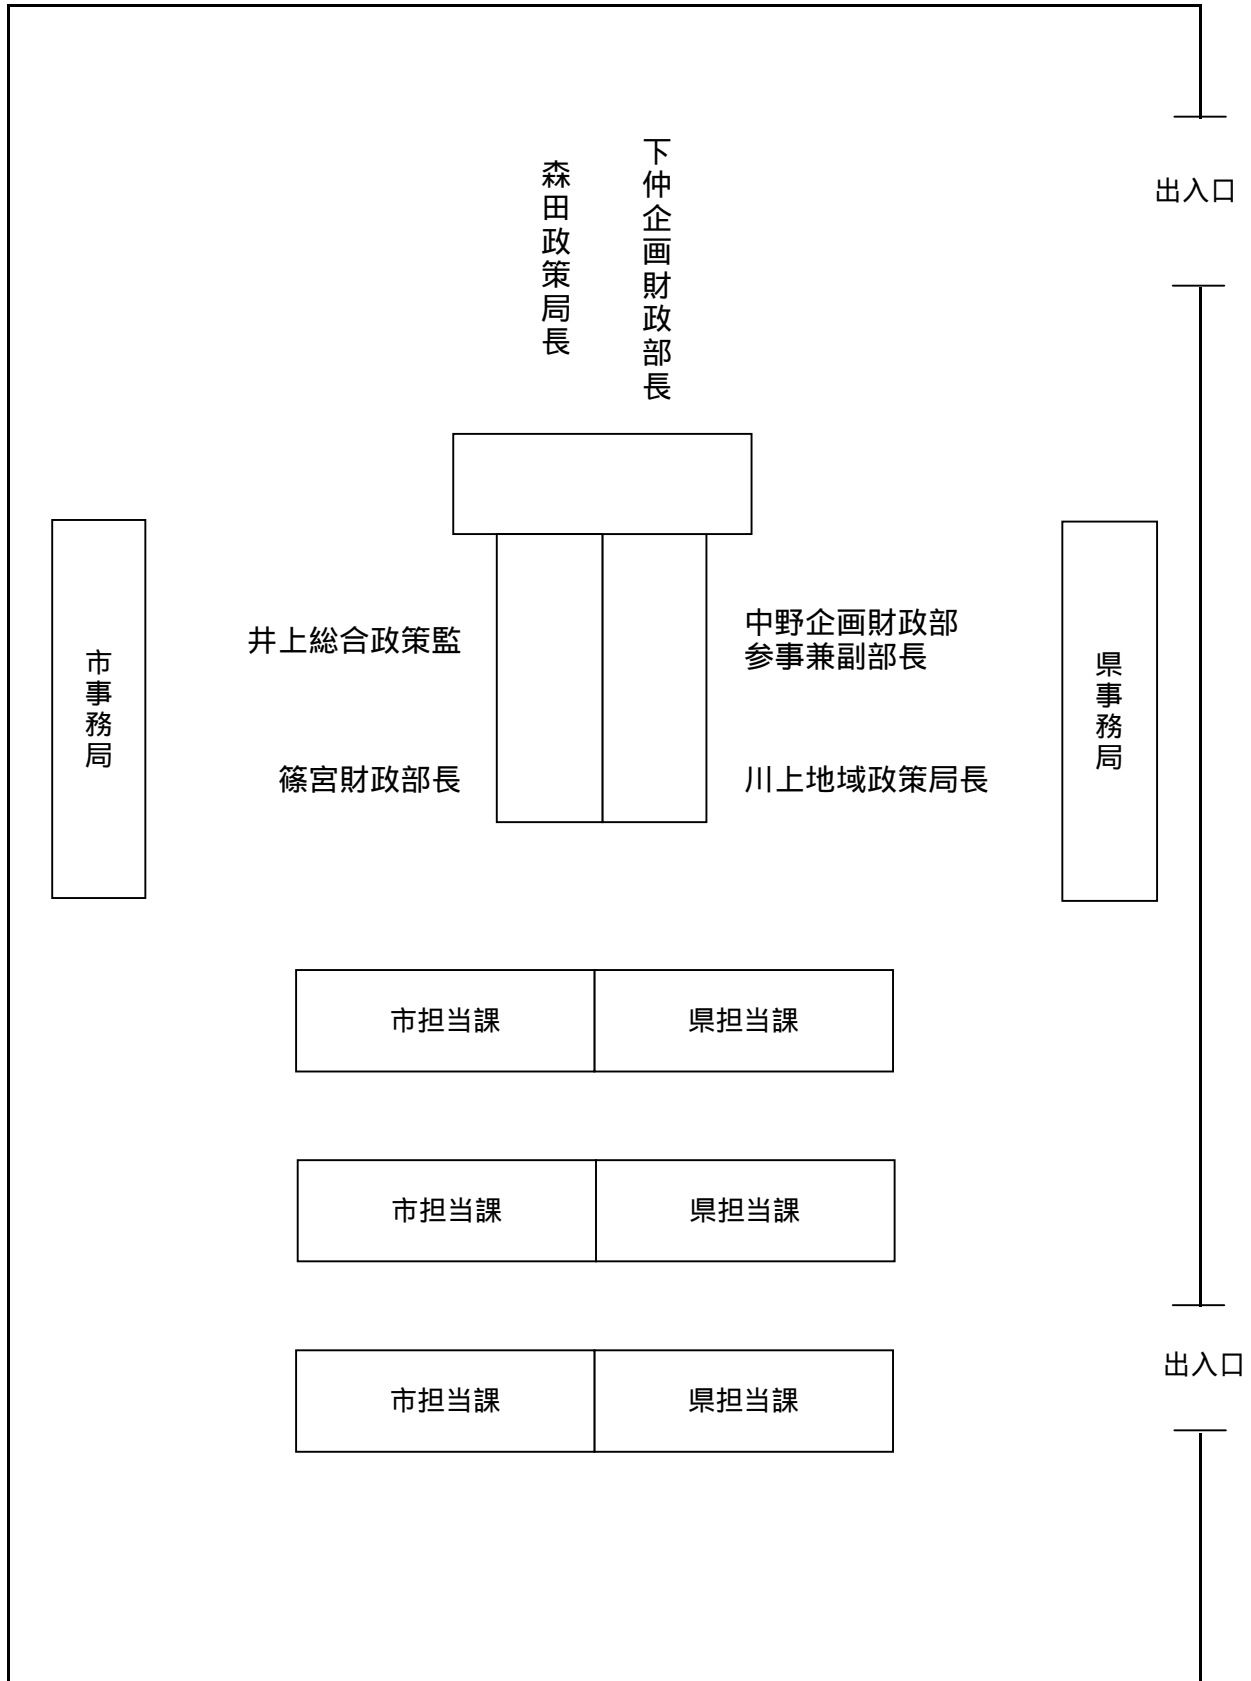 下仲企画財政部長
森田政策局長
出入口
井上総合政策監
中野企画財政部
参事兼副部長
市事務局
県事務局
篠宮財政部長
川上地域政策局長
市担当課
県担当課
市担当課
県担当課
出入口
市担当課
県担当課